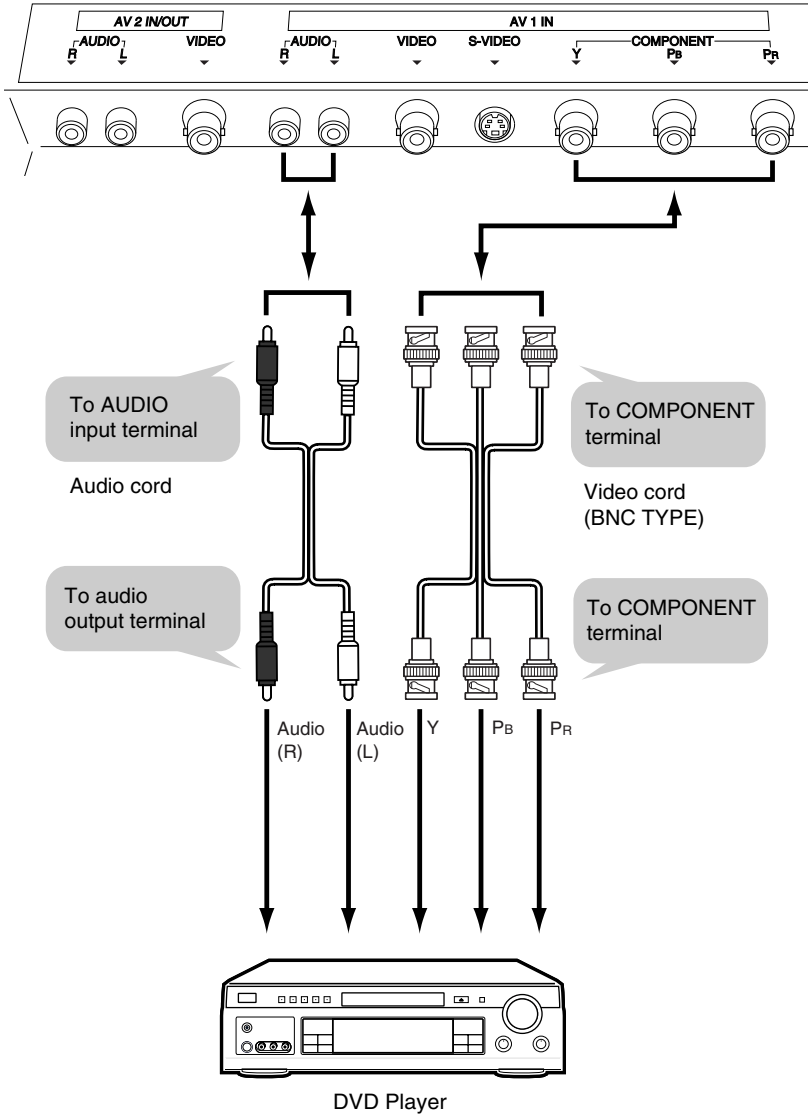 AV 2 IN/OUT
AV 1 IN
AUDIO
VIDEO
AUDIO
VIDEO
S-VIDEO
COMPONENT
R
L
R
L
Y
PB
PR
To AUDIO
input terminal
To COMPONENT
terminal
Audio cord
Video cord
(BNC TYPE)
To audio
output terminal
To COMPONENT
terminal
Audio
(R)
Audio
(L)
Y
PB
PR
DVD Player